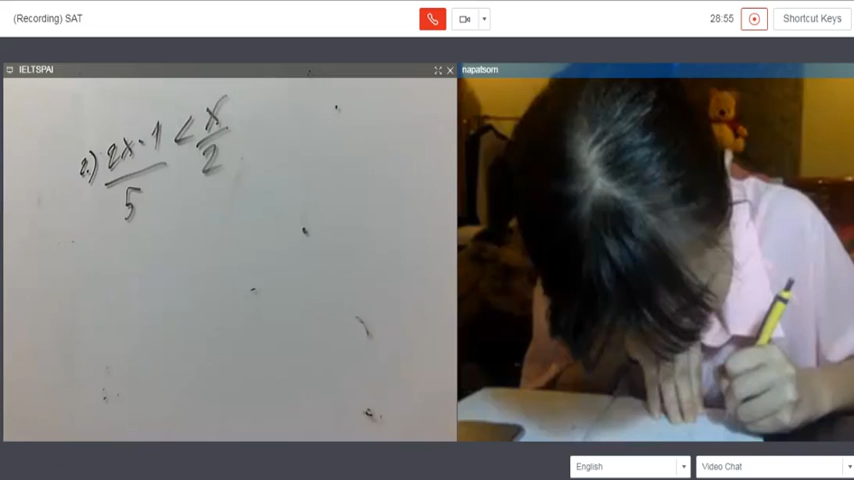 (Recording) SAT
28:55
Shortcut Keys
IELTSPAI
napatsorn
2.) 2x - 1 < x
5 2
English
Video Chat